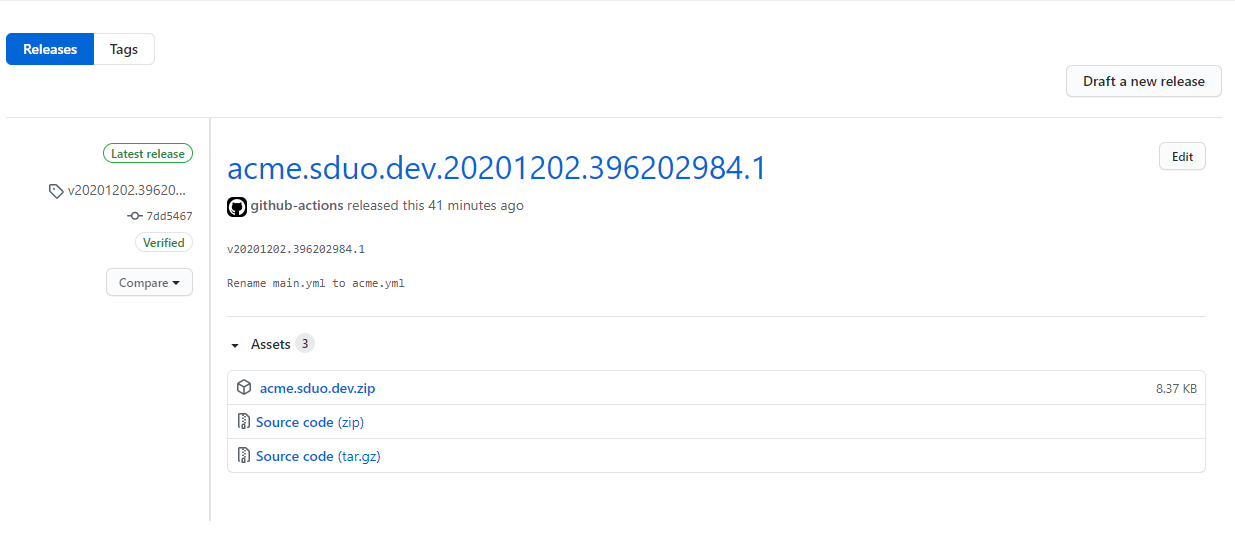 Releases Tags
Draft a new release
Latest release
v20201202.39620...
7dd5467
Verified
Compare
acme.sduo.dev.20201202.396202984.1
Edit
github-actions released this 41 minutes ago
v20201202.396202984.1
Rename main.yml to acme.yml
Assets 3
acme.sduo.dev.zip 8.37 KB
Source code (zip)
Source code (tar.gz)